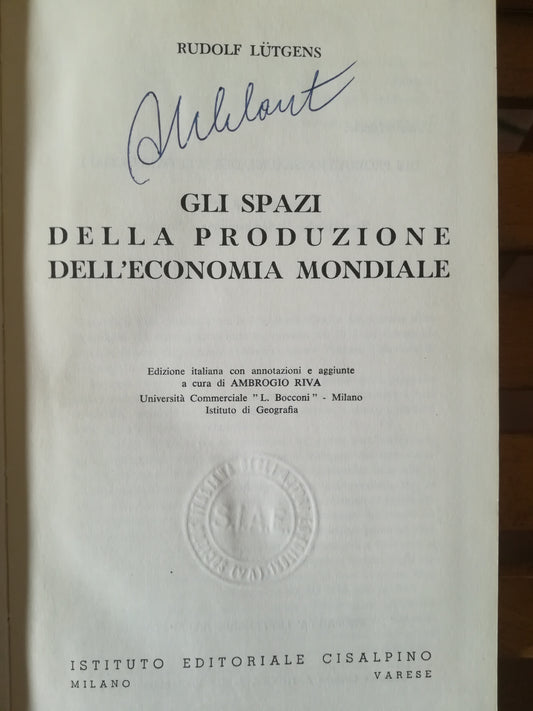 RUDOLF LÜTGENS
GLI SPAZI
DELLA PRODUZIONE
DELL'ECONOMIA MONDIALE
Edizione italiana con annotazioni e aggiunte
a cura di AMBROGIO RIVA
Università Commerciale "L. Bocconi" - Milano
Istituto di Geografia
S.I.A.E.
ISTITUTO EDITORIALE CISALPINO
MILANO VARESE